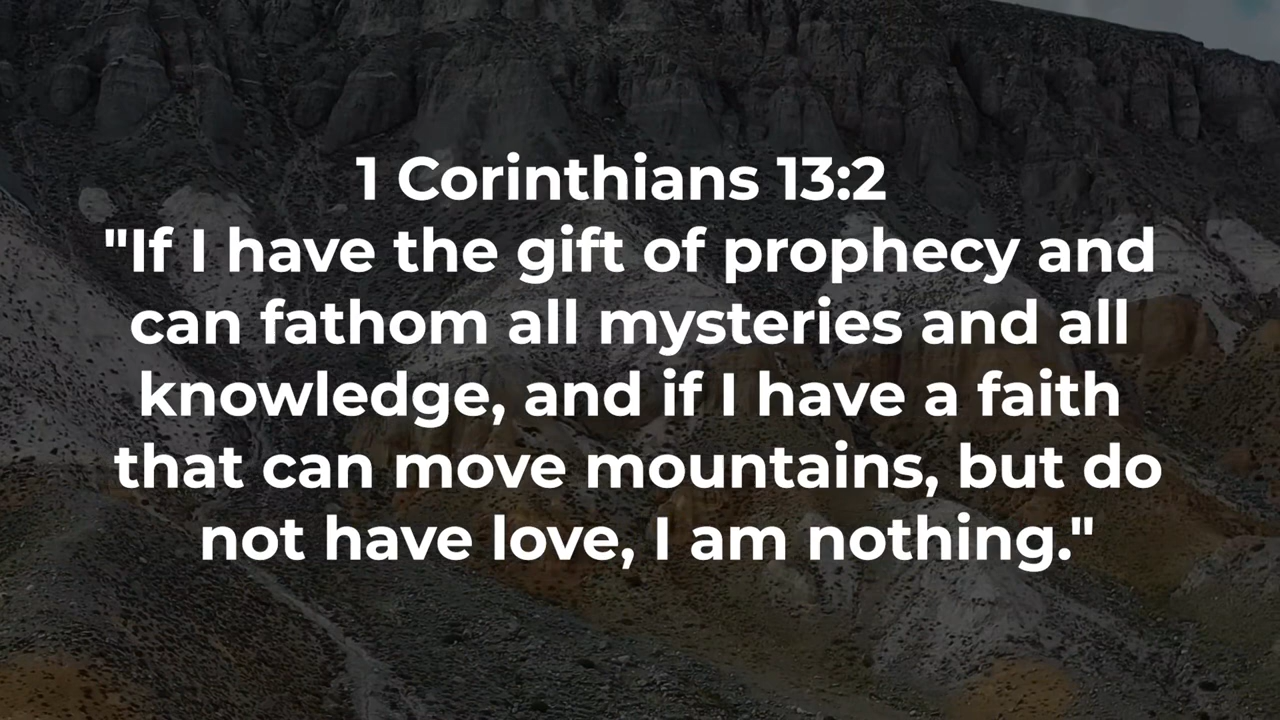 1 Corinthians 13:2
"If I have the gift of prophecy and
can fathom all mysteries and all
knowledge, and if I have a faith
that can move mountains, but do
not have love, I am nothing."